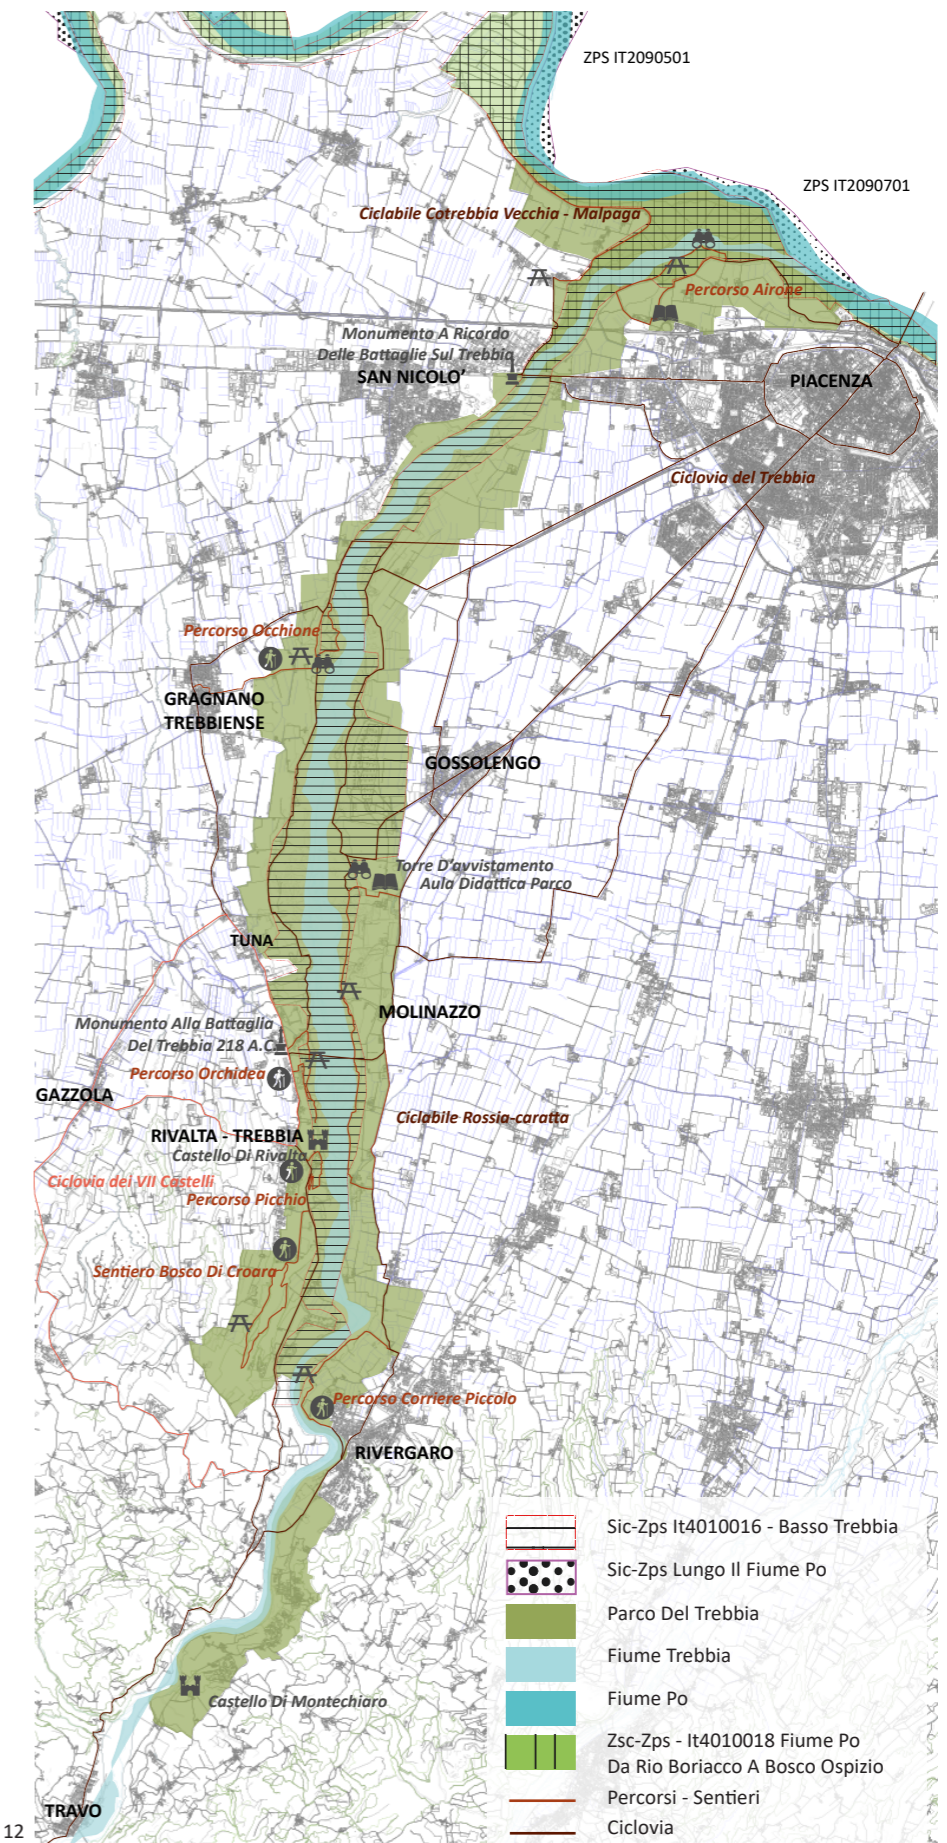 ZPS IT2090501
ZPS IT2090701
Ciclabile Cotrebbia Vecchia - Malpaga
Percorso Airone
Monumento A Ricordo
Delle Battaglie Sul Trebbia
SAN NICOLO'
PIACENZA
Ciclovia del Trebbia
Percorso Occhione
GRAGNANO
TREBBIENSE
GOSSOLENGO
Torre D'avvistamento
Aula Didattica Parco
TUNA
MOLINAZZO
Monumento Alla Battaglia
Del Trebbia 218 A.C
Percorso Orchidea
GAZZOLA
Ciclabile Rossia-caratta
RIVALTA - TREBBIA
Castello Di Rivalta
Ciclovia dei VII Castelli
Percorso Picchio
Sentiero Bosco Di Croara
Percorso Corriere Piccolo
RIVERGARO
Castello Di Montechiaro
TRAVO
Sic-Zps It4010016 - Basso Trebbia
Sic-Zps Lungo Il Fiume Po
Parco Del Trebbia
Fiume Trebbia
Fiume Po
Zsc-Zps - It4010018 Fiume Po
Da Rio Boriacco A Bosco Ospizio
Percorsi - Sentieri
Ciclovia
12